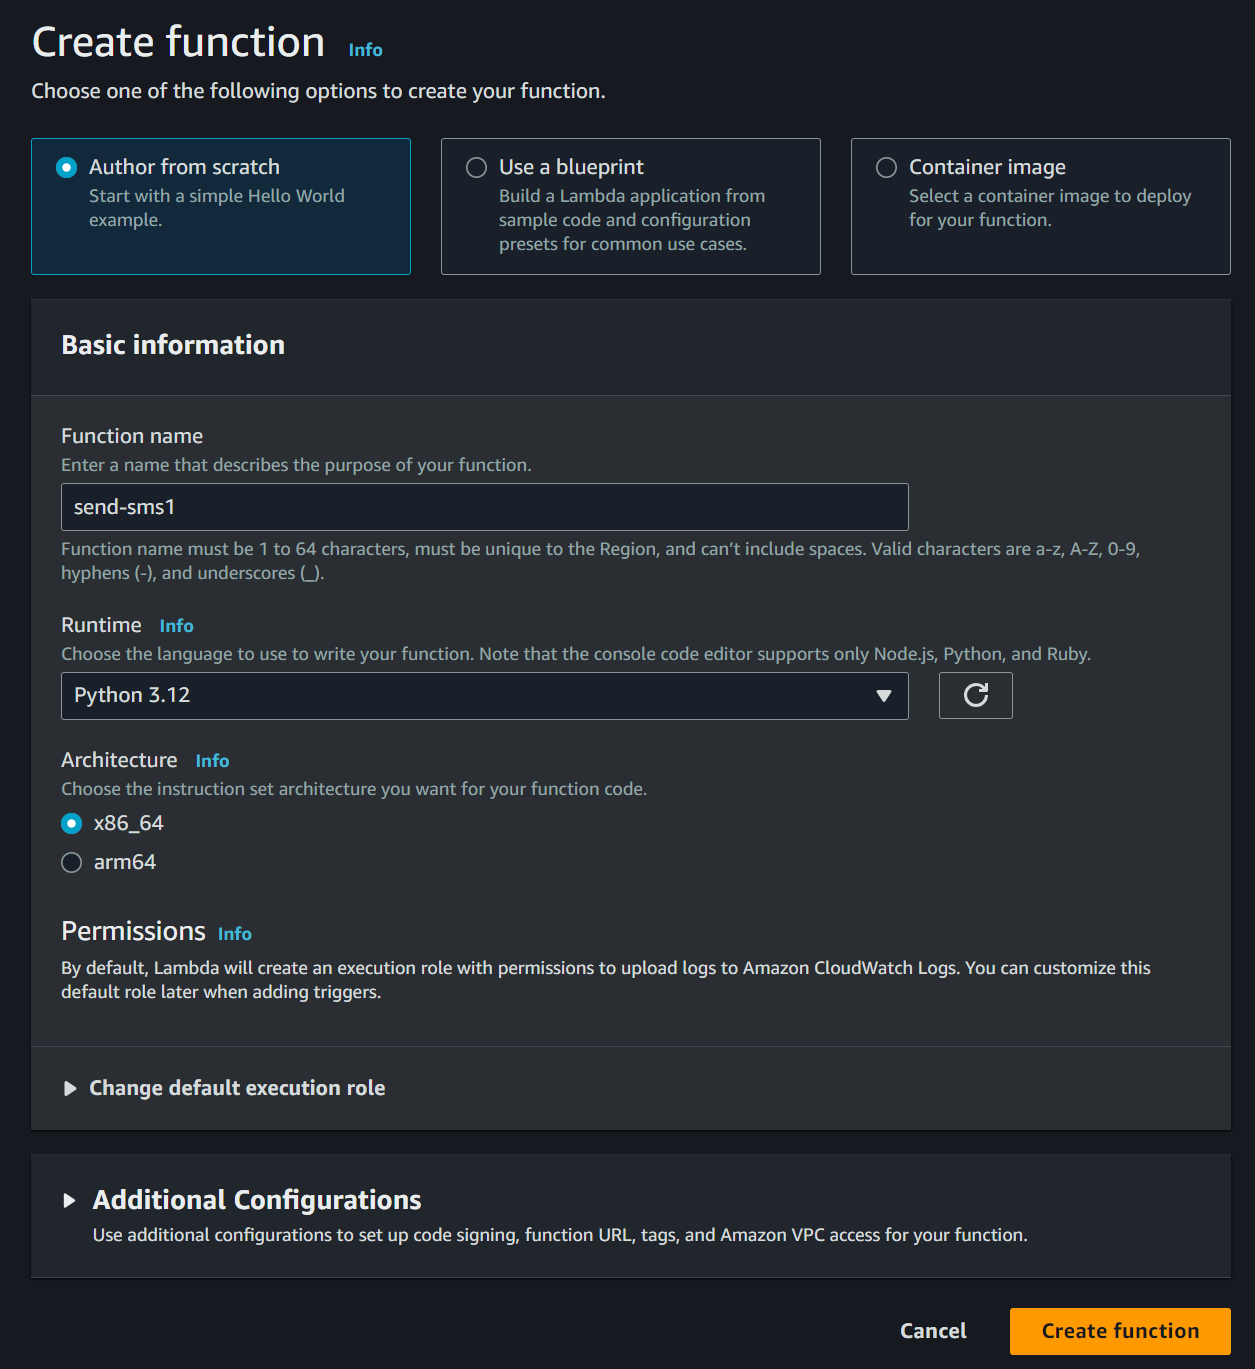 Create function Info
Choose one of the following options to create your function.
Author from scratch
Start with a simple Hello World
example.
Use a blueprint
Build a Lambda application from
sample code and configuration
presets for common use cases.
Container image
Select a container image to deploy
for your function.
Basic information
Function name
Enter a name that describes the purpose of your function.
send-sms1
Function name must be 1 to 64 characters, must be unique to the Region, and can’t include spaces. Valid characters are a-z, A-Z, 0-9,
hyphens (-), and underscores (_).
Runtime Info
Choose the language to use to write your function. Note that the console code editor supports only Node.js, Python, and Ruby.
Python 3.12
Architecture Info
Choose the instruction set architecture you want for your function code.
x86_64
arm64
Permissions Info
By default, Lambda will create an execution role with permissions to upload logs to Amazon CloudWatch Logs. You can customize this
default role later when adding triggers.
Change default execution role
Additional Configurations
Use additional configurations to set up code signing, function URL, tags, and Amazon VPC access for your function.
Cancel
Create function